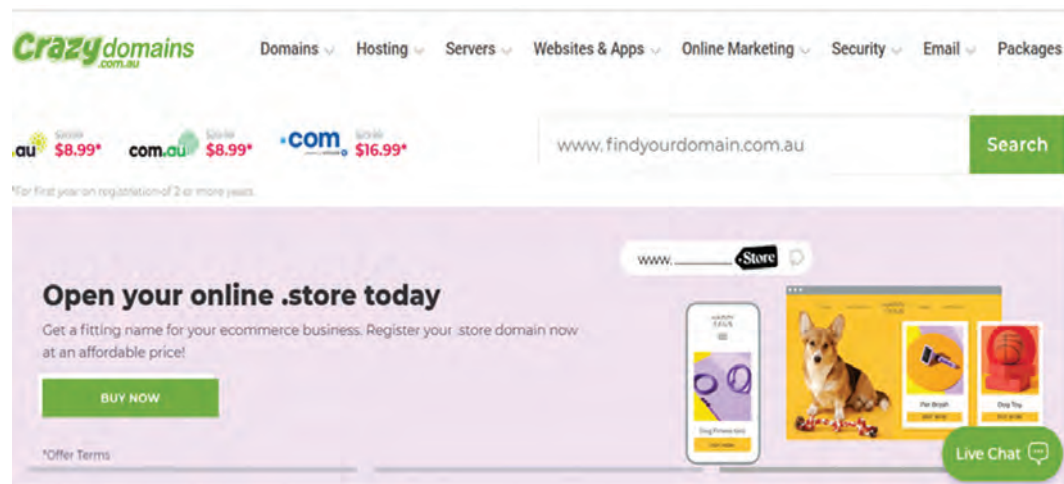 Crazydomains
.com.au
Domains Hosting Servers Websites & Apps Online Marketing Security Email Packages
.au $8.99*
com.au $8.99*
.com $16.99*
www.findyourdomain.com.au
Search
*For first year on registration of 2 or more years.
www. .Store
Open your online .store today
Get a fitting name for your ecommerce business. Register your .store domain now
at an affordable price!
BUY NOW
*Offer Terms
Pet Brush
Dog Toy
Live Chat